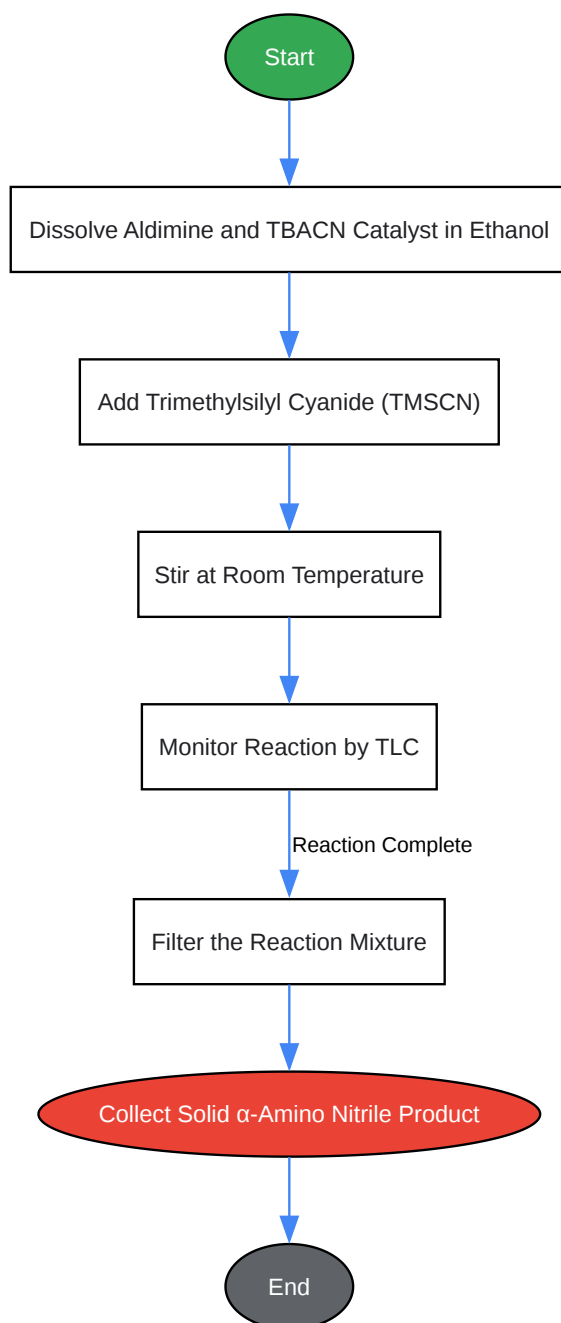 Start
Dissolve Aldimine and TBACN Catalyst in Ethanol
Add Trimethylsilyl Cyanide (TMSCN)
Stir at Room Temperature
Monitor Reaction by TLC
Reaction Complete
Filter the Reaction Mixture
Collect Solid α-Amino Nitrile Product
End